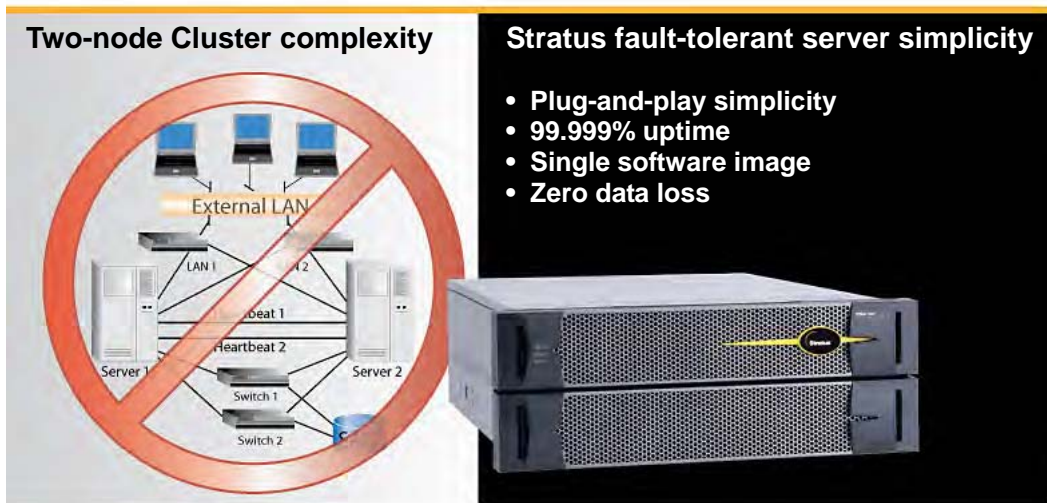 Two-node Cluster complexity
Stratus fault-tolerant server simplicity
• Plug-and-play simplicity
• 99.999% uptime
• Single software image
• Zero data loss
External LAN
LAN 1
2
Heartbeat 2
Server 1
Server 2
Switch 1
Switch 2
Stratus